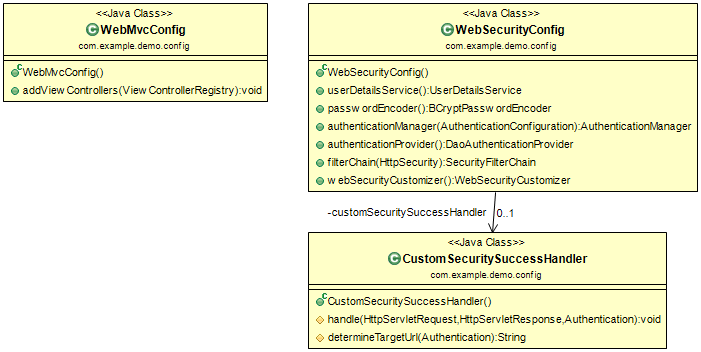 <<Java Class>>
WebMvcConfig
com.example.demo.config
WebMvcConfig()
addViewControllers(ViewControllerRegistry):void
<<Java Class>>
WebSecurityConfig
com.example.demo.config
WebSecurityConfig()
userDetailsService():UserDetailsService
passwordEncoder():BCryptPasswordEncoder
authenticationManager(AuthenticationConfiguration):AuthenticationManager
authenticationProvider():DaoAuthenticationProvider
filterChain(HttpSecurity):SecurityFilterChain
webSecurityCustomizer():WebSecurityCustomizer
-customSecuritySuccessHandler 0..1
<<Java Class>>
CustomSecuritySuccessHandler
com.example.demo.config
CustomSecuritySuccessHandler()
handle(HttpServletRequest,HttpServletResponse,Authentication):void
determineTargetUrl(Authentication):String